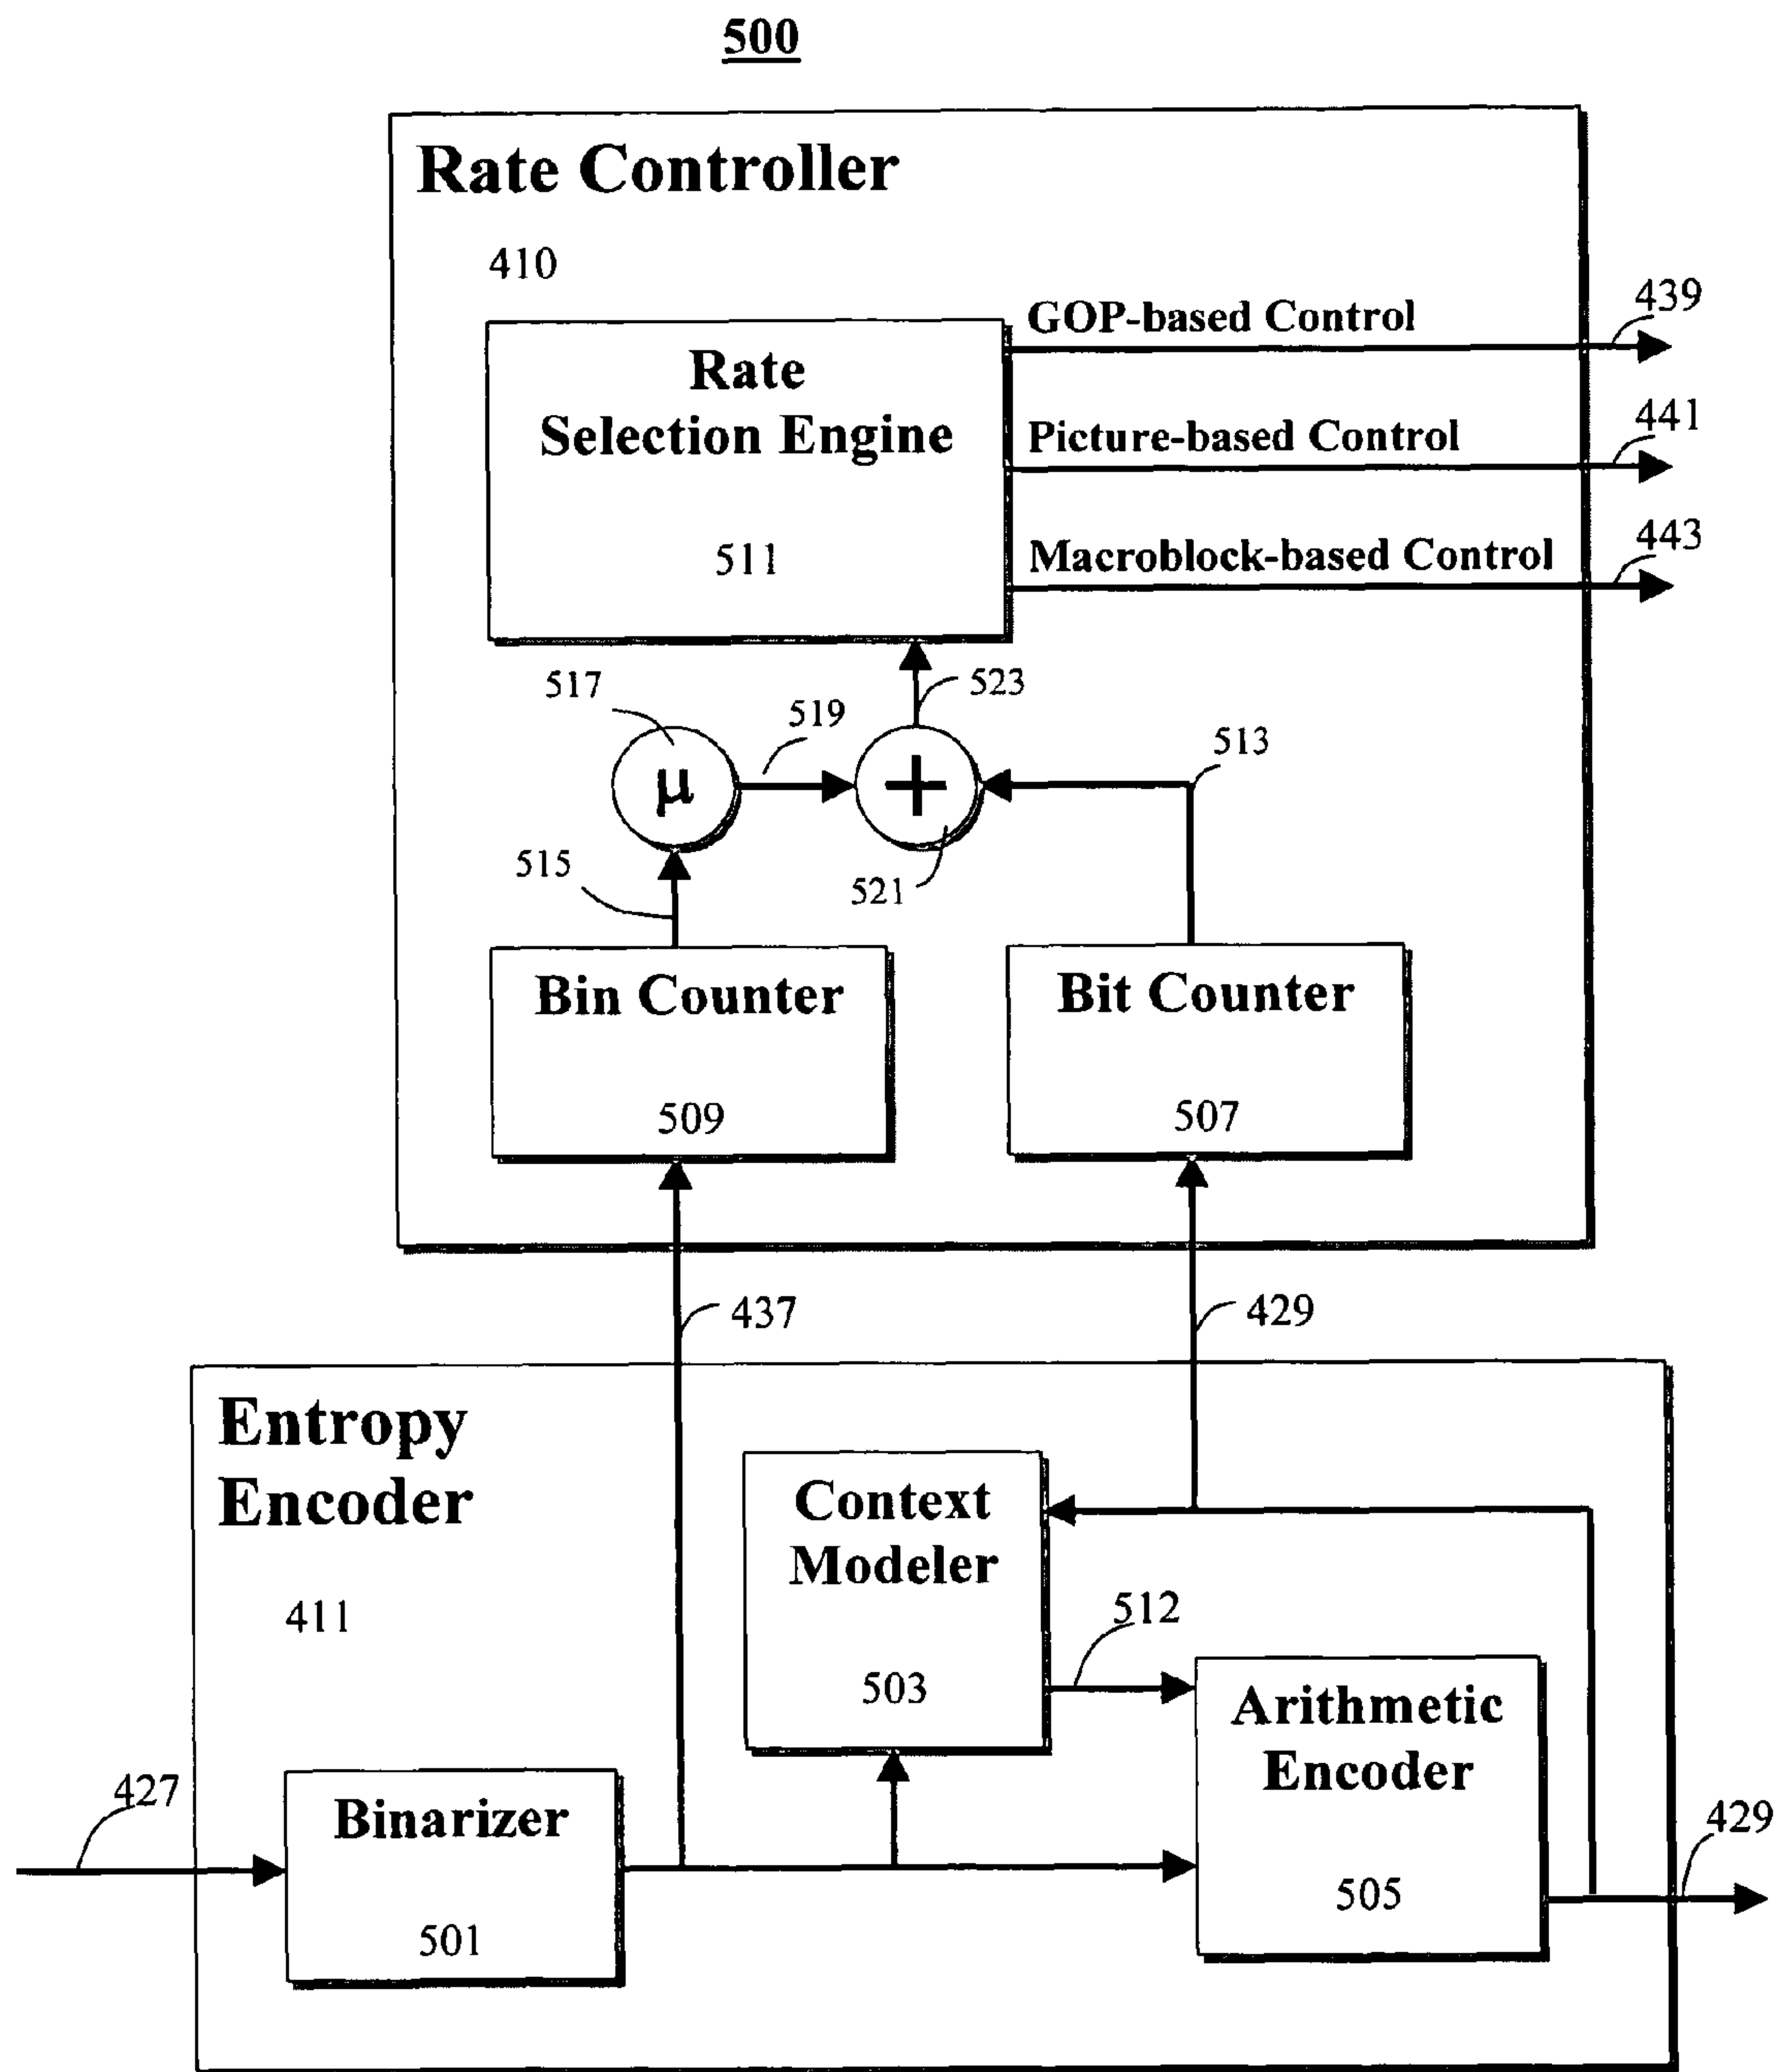 500
Rate Controller
410
GOP-based Control
439
Rate
Selection Engine
Picture-based Control
441
511
Macroblock-based Control
443
517
519
523
513
μ
+
515
521
Bin Counter
Bit Counter
509
507
437
429
Entropy
Encoder
411
Context
Modeler
503
512
Arithmetic
Encoder
505
427
Binarizer
501
429